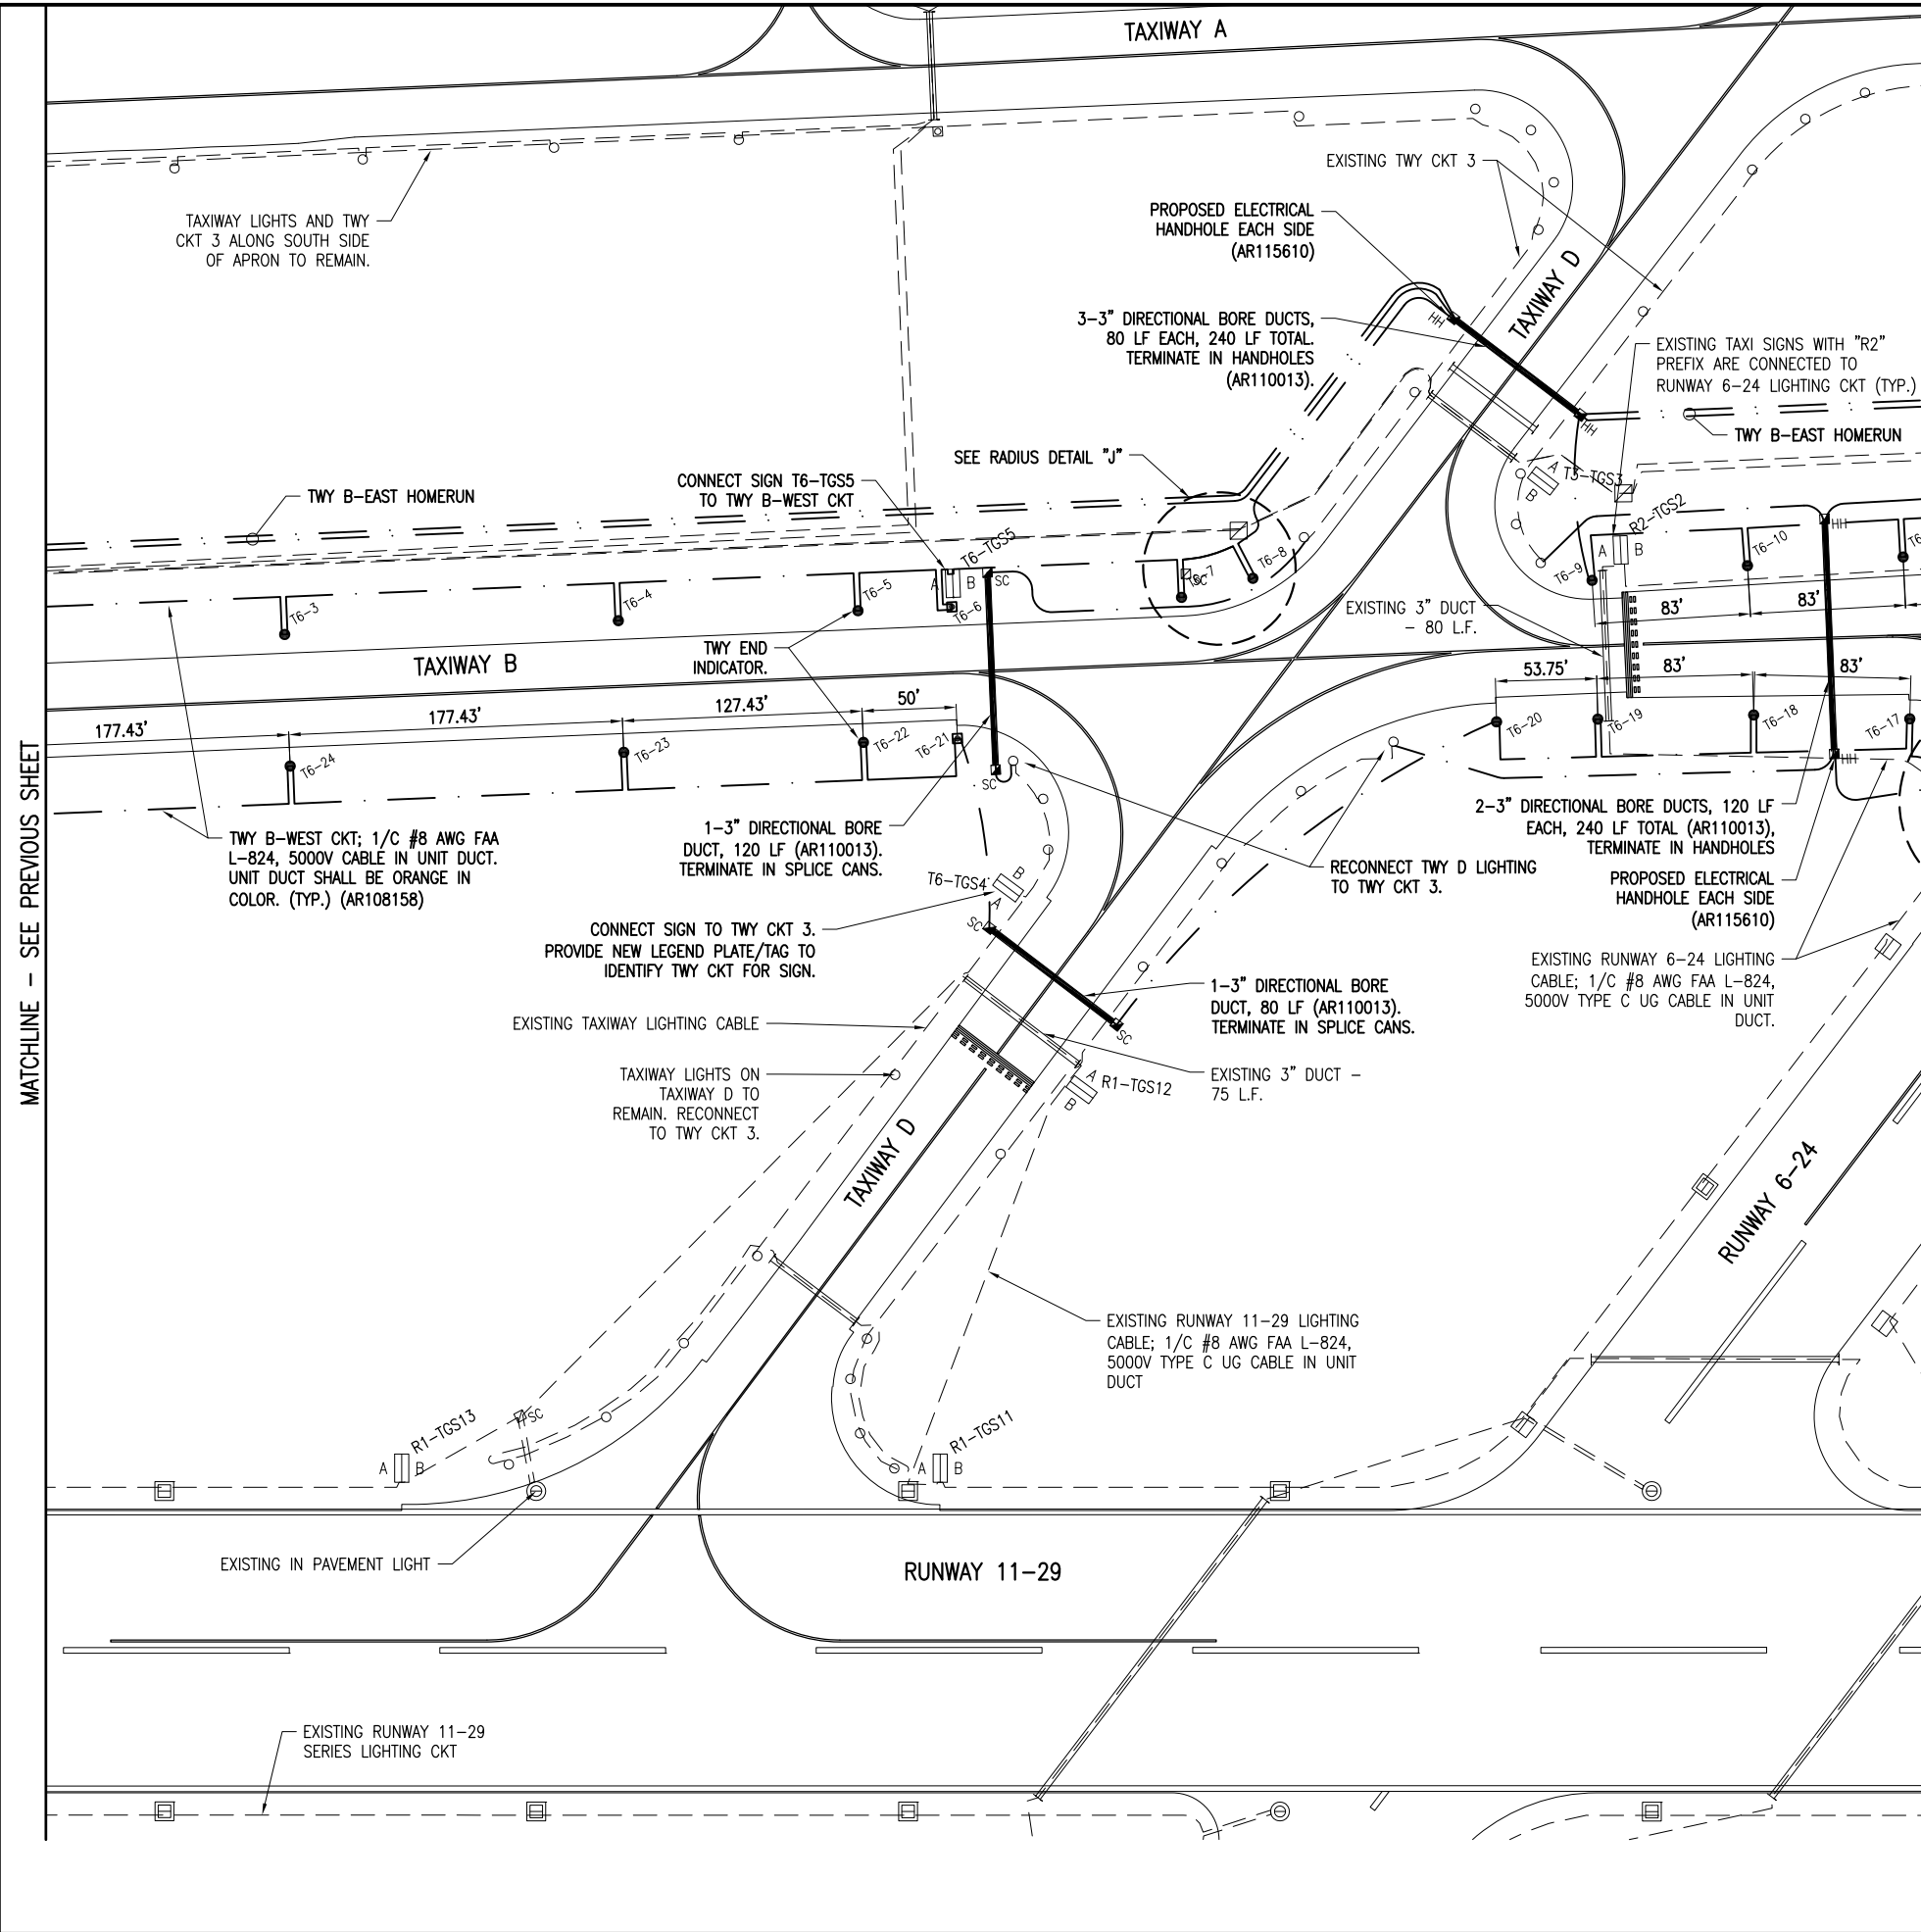 TAXIWAY A
EXISTING TWY CKT 3
TAXIWAY LIGHTS AND TWY
CKT 3 ALONG SOUTH SIDE
OF APRON TO REMAIN.
PROPOSED ELECTRICAL
HANDHOLE EACH SIDE
(AR115610)
TAXIWAY D
HH
3-3" DIRECTIONAL BORE DUCTS,
80 LF EACH, 240 LF TOTAL.
TERMINATE IN HANDHOLES
(AR110013).
EXISTING TAXI SIGNS WITH "R2"
PREFIX ARE CONNECTED TO
RUNWAY 6-24 LIGHTING CKT (TYP.)
HH
TWY B-EAST HOMERUN
SEE RADIUS DETAIL "J"
CONNECT SIGN T6-TGS5
TO TWY B-WEST CKT
TWY B-EAST HOMERUN
A
B
T3-TGS3
R2-TGS2
A B
HH
T6-TGS5
A B
SC
T6-3
T6-4
T6-5
T6-6
SC
T6-8
T6-9
T6-10
EXISTING 3" DUCT
- 80 L.F.
83'
83'
TAXIWAY B
TWY END
INDICATOR.
53.75'
83'
83'
177.43'
177.43'
127.43'
50'
T6-24
T6-23
T6-22
T6-21
SC
T6-20
T6-19
T6-18
T6-17
HH
TWY B-WEST CKT; 1/C #8 AWG FAA
L-824, 5000V CABLE IN UNIT DUCT.
UNIT DUCT SHALL BE ORANGE IN
COLOR. (TYP.) (AR108158)
1-3" DIRECTIONAL BORE
DUCT, 120 LF (AR110013).
TERMINATE IN SPLICE CANS.
RECONNECT TWY D LIGHTING
TO TWY CKT 3.
2-3" DIRECTIONAL BORE DUCTS, 120 LF
EACH, 240 LF TOTAL (AR110013),
TERMINATE IN HANDHOLES
PROPOSED ELECTRICAL
HANDHOLE EACH SIDE
(AR115610)
T6-TGS4
A
B
SC
CONNECT SIGN TO TWY CKT 3.
PROVIDE NEW LEGEND PLATE/TAG TO
IDENTIFY TWY CKT FOR SIGN.
EXISTING RUNWAY 6-24 LIGHTING
CABLE; 1/C #8 AWG FAA L-824,
5000V TYPE C UG CABLE IN UNIT
DUCT.
MATCHLINE - SEE PREVIOUS SHEET
1-3" DIRECTIONAL BORE
DUCT, 80 LF (AR110013).
TERMINATE IN SPLICE CANS.
SC
EXISTING TAXIWAY LIGHTING CABLE
TAXIWAY LIGHTS ON
TAXIWAY D TO
REMAIN. RECONNECT
TO TWY CKT 3.
EXISTING 3" DUCT -
75 L.F.
A
B
R1-TGS12
TAXIWAY D
RUNWAY 6-24
EXISTING RUNWAY 11-29 LIGHTING
CABLE; 1/C #8 AWG FAA L-824,
5000V TYPE C UG CABLE IN UNIT
DUCT
R1-TGS13
A B
SC
R1-TGS11
A B
EXISTING IN PAVEMENT LIGHT
RUNWAY 11-29
EXISTING RUNWAY 11-29
SERIES LIGHTING CKT